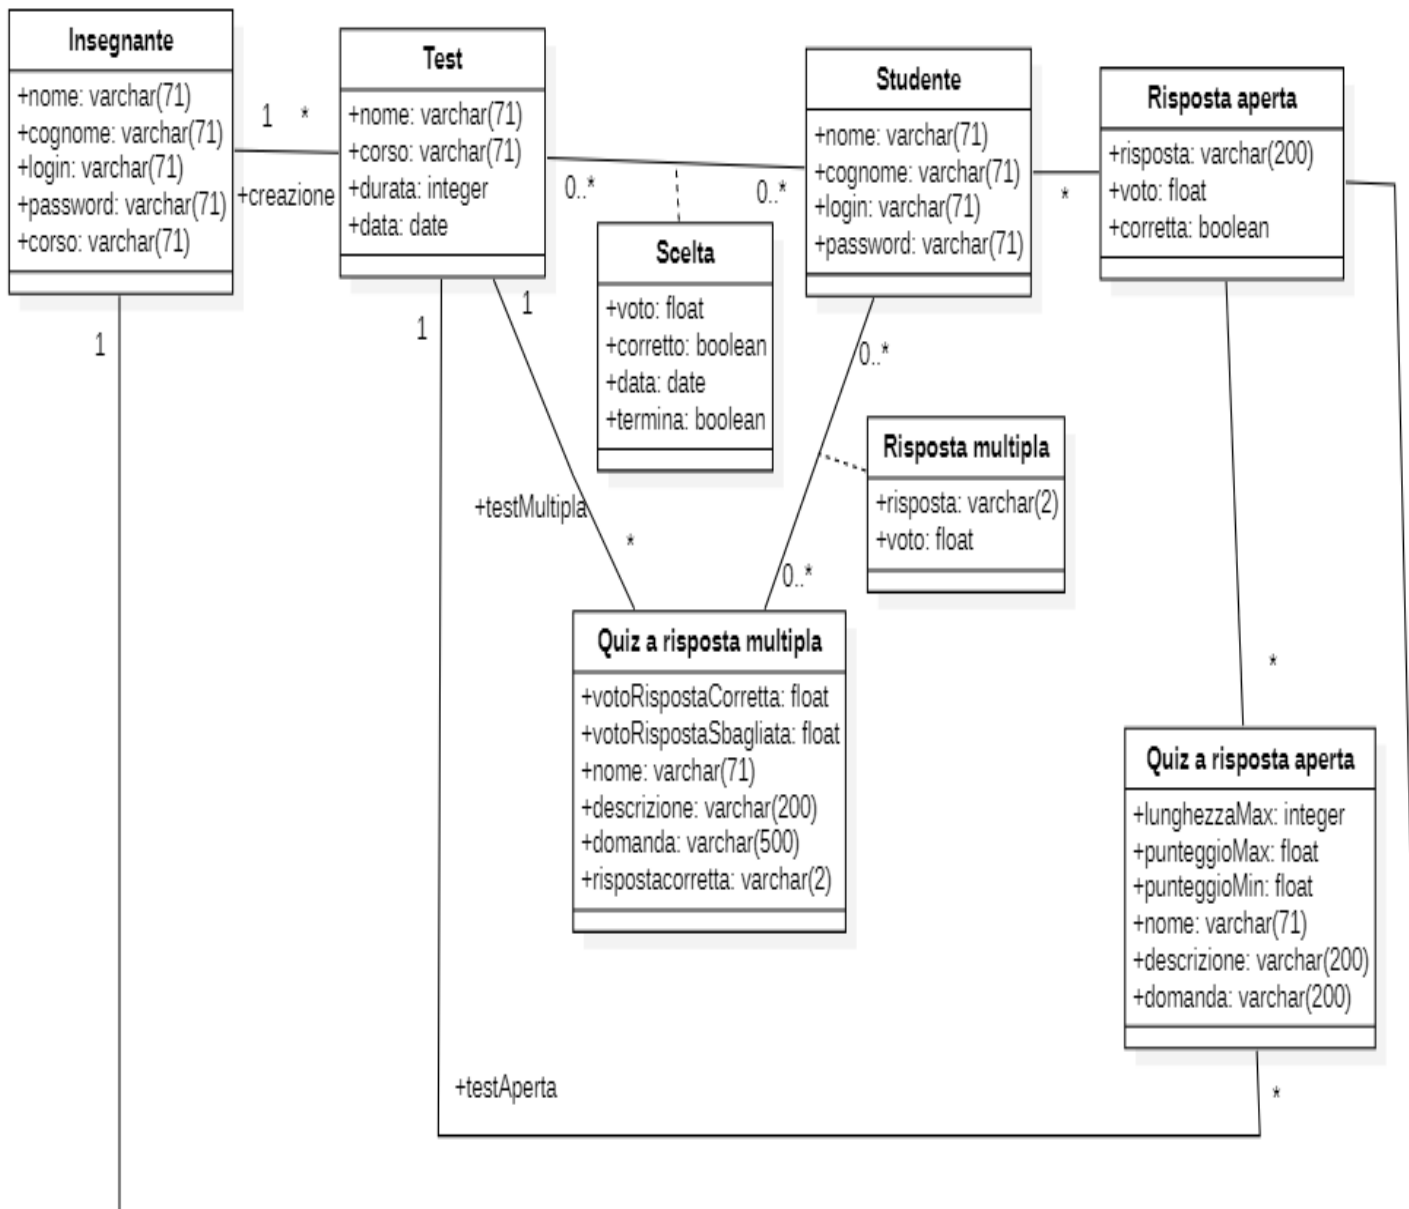 Insegnante
+nome: varchar(71)
+cognome: varchar(71)
+login: varchar(71)
+password: varchar(71)
+corso: varchar(71)
1
*
+creazione
1
Test
+nome: varchar(71)
+corso: varchar(71)
+durata: integer
+data: date
0..*
0..*
1
1
Scelta
+voto: float
+corretto: boolean
+data: date
+termina: boolean
Studente
+nome: varchar(71)
+cognome: varchar(71)
+login: varchar(71)
+password: varchar(71)
*
0..*
Risposta aperta
+risposta: varchar(200)
+voto: float
+corretta: boolean
Risposta multipla
+risposta: varchar(2)
+voto: float
+testMultipla
*
0..*
Quiz a risposta multipla
+votoRispostaCorretta: float
+votoRispostaSbagliata: float
+nome: varchar(71)
+descrizione: varchar(200)
+domanda: varchar(500)
+rispostacorretta: varchar(2)
*
Quiz a risposta aperta
+lunghezzaMax: integer
+punteggioMax: float
+punteggioMin: float
+nome: varchar(71)
+descrizione: varchar(200)
+domanda: varchar(200)
+testAperta
*